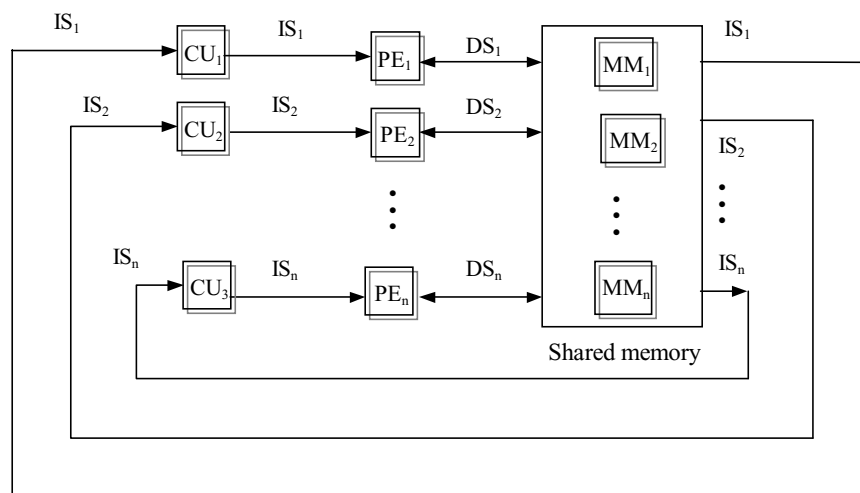 IS₁ IS₁ IS₁
CU₁ PE₁ DS₁ MM₁
IS₂ IS₂ DS₂
CU₂ PE₂ MM₂ IS₂
ISₙ ISₙ DSₙ ISₙ
CU₃ PEₙ MMₙ
Shared memory